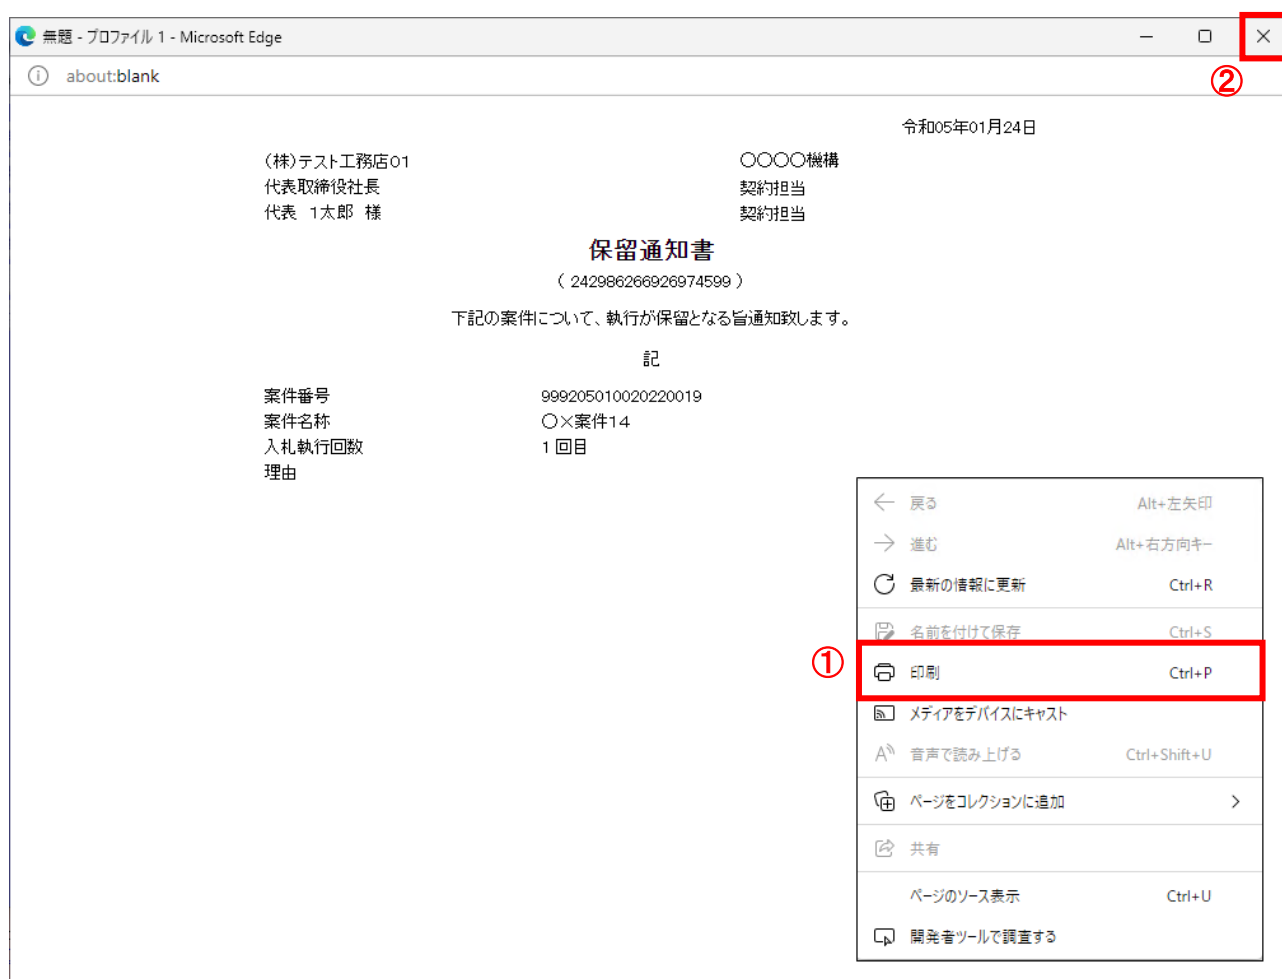 無題 - プロファイル 1 - Microsoft Edge
about:blank
②
令和05年01月24日
(株)テスト工務店01
代表取締役社長
代表 1太郎 様
〇〇〇〇機構
契約担当
契約担当
保留通知書
( 242986266926974599 )
下記の案件について、執行が保留となる旨通知致します。
記
案件番号 999205010020220019
案件名称 〇×案件14
入札執行回数 1 回目
理由
戻る Alt+左矢印
進む Alt+右方向キー
最新の情報に更新 Ctrl+R
名前を付けて保存 Ctrl+S
① 印刷 Ctrl+P
メディアをデバイスにキャスト
音声で読み上げる Ctrl+Shift+U
ページをコレクションに追加
共有
ページのソース表示 Ctrl+U
開発者ツールで調査する